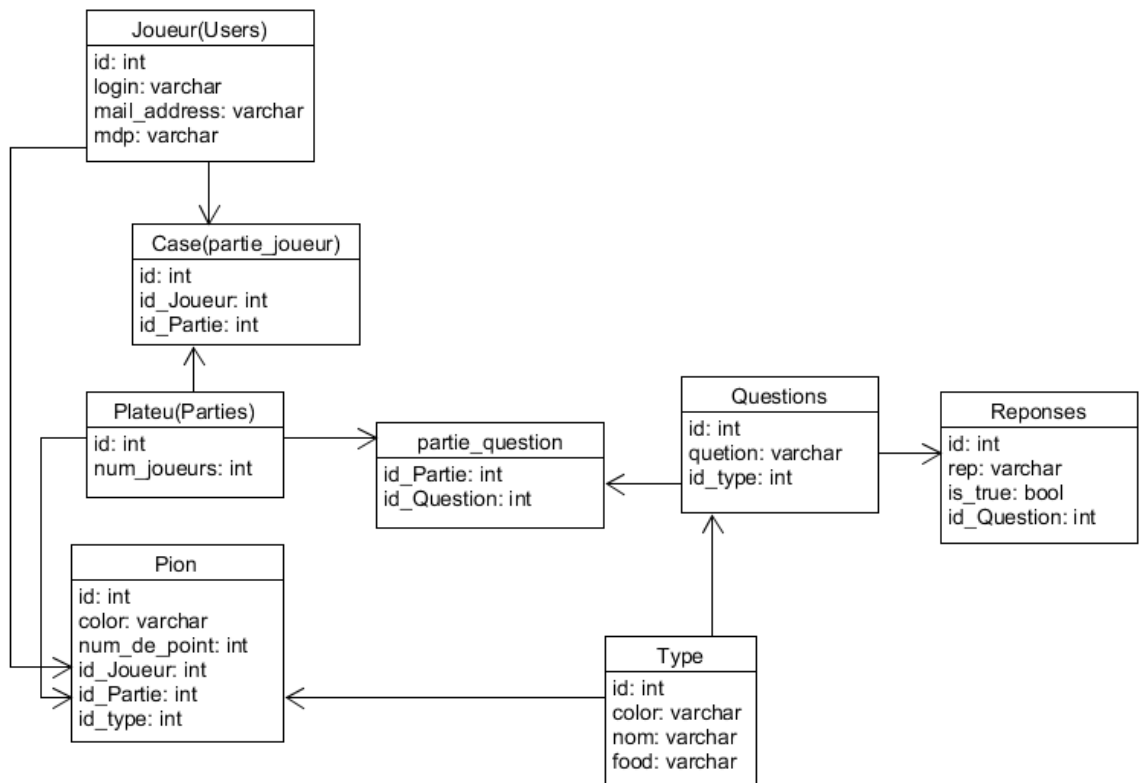 Joueur(Users)
id: int
login: varchar
mail_address: varchar
mdp: varchar
Case(partie_joueur)
id: int
id_Joueur: int
id_Partie: int
Plateu(Parties)
id: int
num_joueurs: int
partie_question
id_Partie: int
id_Question: int
Questions
id: int
quetion: varchar
id_type: int
Reponses
id: int
rep: varchar
is_true: bool
id_Question: int
Pion
id: int
color: varchar
num_de_point: int
id_Joueur: int
id_Partie: int
id_type: int
Type
id: int
color: varchar
nom: varchar
food: varchar